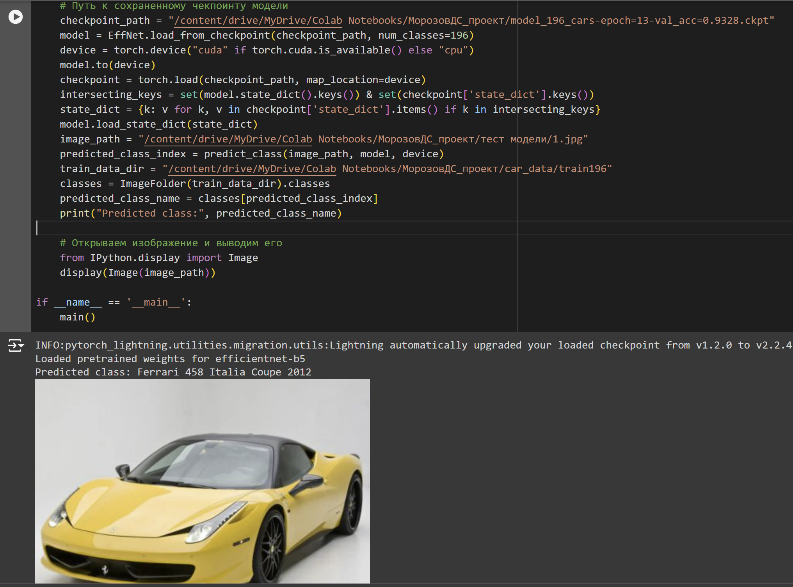 # Путь к сохраненному чекпоинту модели
checkpoint_path = "/content/drive/MyDrive/Colab Notebooks/МорозовДС_проект/model_196_cars-epoch=13-val_acc=0.9328.ckpt"
model = EffNet.load_from_checkpoint(checkpoint_path, num_classes=196)
device = torch.device("cuda" if torch.cuda.is_available() else "cpu")
model.to(device)
checkpoint = torch.load(checkpoint_path, map_location=device)
intersecting_keys = set(model.state_dict().keys()) & set(checkpoint['state_dict'].keys())
state_dict = {k: v for k, v in checkpoint['state_dict'].items() if k in intersecting_keys}
model.load_state_dict(state_dict)
image_path = "/content/drive/MyDrive/Colab Notebooks/МорозовДС_проект/тест модели/1.jpg"
predicted_class_index = predict_class(image_path, model, device)
train_data_dir = "/content/drive/MyDrive/Colab Notebooks/МорозовДС_проект/car_data/train196"
classes = ImageFolder(train_data_dir).classes
predicted_class_name = classes[predicted_class_index]
print("Predicted class:", predicted_class_name)
# Открываем изображение и выводим его
from IPython.display import Image
display(Image(image_path))
if __name__ == '__main__':
main()
INFO:pytorch_lightning.utilities.migration.utils:Lightning automatically upgraded your loaded checkpoint from v1.2.0 to v2.2.4
Loaded pretrained weights for efficientnet-b5
Predicted class: Ferrari 458 Italia Coupe 2012